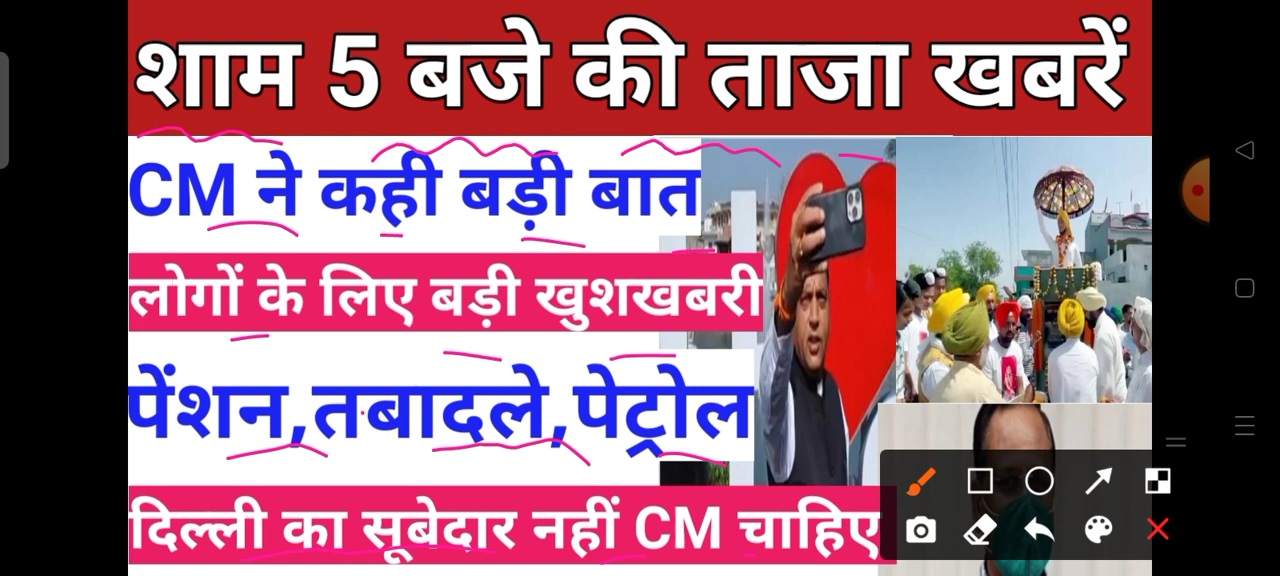 शाम 5 बजे की ताजा खबरें
CM ने कही बड़ी बात
लोगों के लिए बड़ी खुशखबरी
पेंशन,तबादले,पेट्रोल
दिल्ली का सूबेदार नहीं CM चाहिए